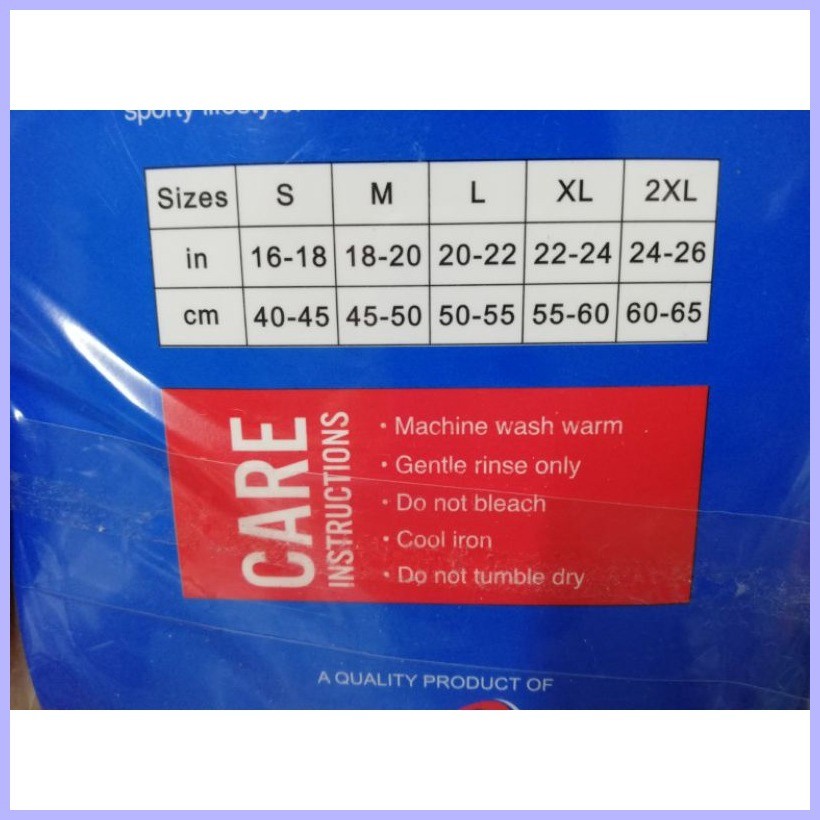 sporty lifestyle.
Sizes S M L XL 2XL
in 16-18 18-20 20-22 22-24 24-26
cm 40-45 45-50 50-55 55-60 60-65
CARE
INSTRUCTIONS
• Machine wash warm
• Gentle rinse only
• Do not bleach
• Cool iron
• Do not tumble dry
A QUALITY PRODUCT OF